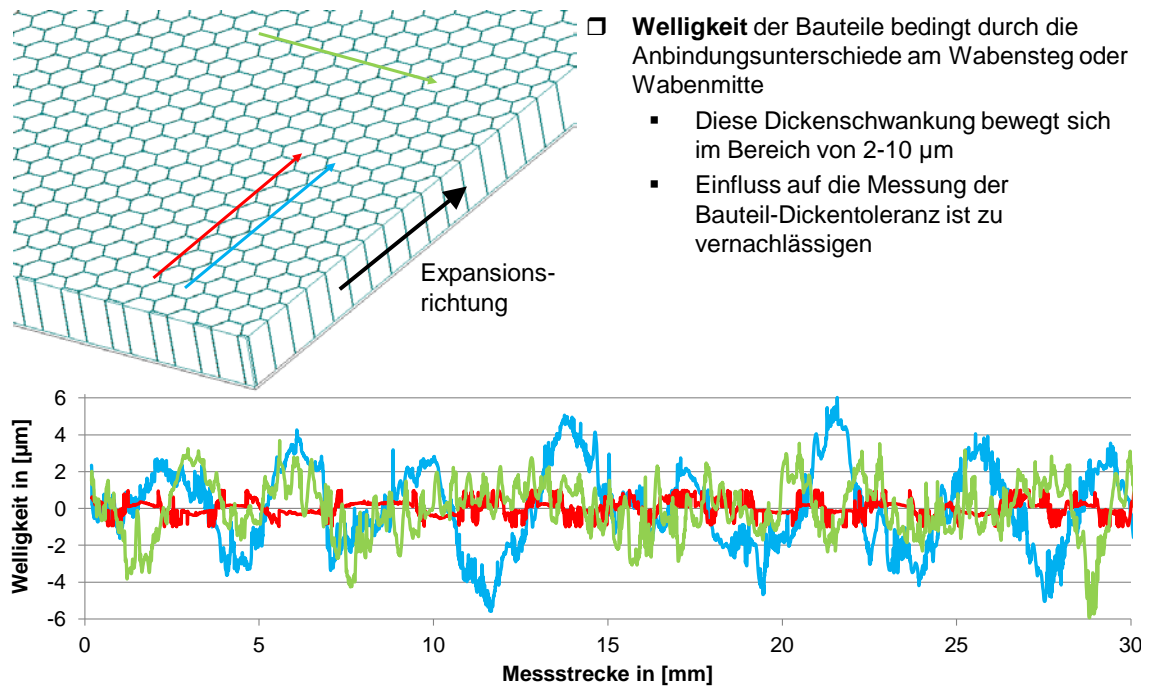 ❒ Welligkeit der Bauteile bedingt durch die
Anbindungsunterschiede am Wabensteg oder
Wabenmitte
▪ Diese Dickenschwankung bewegt sich
im Bereich von 2-10 µm
▪ Einfluss auf die Messung der
Bauteil-Dickentoleranz ist zu
vernachlässigen
Expansions-
richtung
Welligkeit in [µm]
6
4
2
0
-2
-4
-6
0 5 10 15 20 25 30
Messstrecke in [mm]